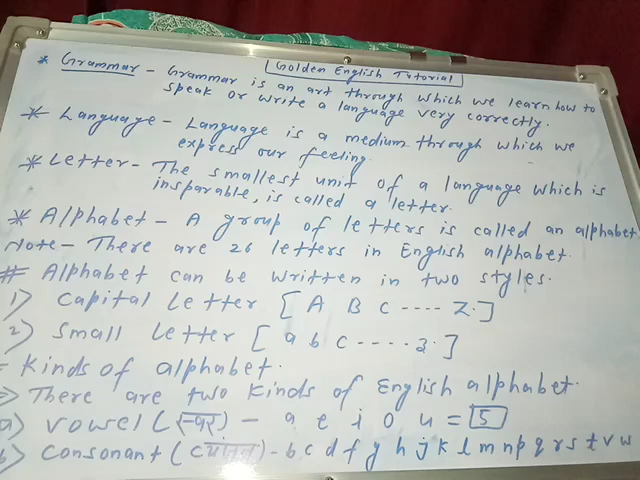 Golden English Tutorial
* Grammar - Grammar is an art through which we learn how to
speak or write a language very correctly.
* Language - Language is a medium through which we
express our feeling.
* Letter - The smallest unit of a language which is
insparable, is called a letter.
* Alphabet - A group of letters is called an alphabet
Note - There are 26 letters in English alphabet.
# Alphabet can be written in two styles.
1) Capital letter [ A B C ---- Z.]
2) Small letter [ a b c ---- z.]
= Kinds of alphabet.
=> There are two kinds of English alphabet.
a) vowel (स्वर) - a e i o u = 5
b) consonant ( - b c d f g h j k l m n p q r s t v w